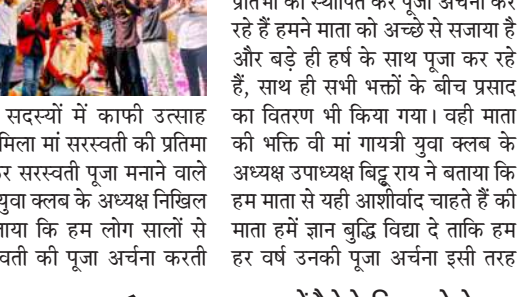 सदस्यों में काफी उत्साह
मिला मां सरस्वती की प्रतिमा
सरस्वती पूजा मनाने वाले
युवा क्लब के अध्यक्ष निखिल
कि हम लोग सालों से
की पूजा अर्चना करती
प्रतिमा को स्थापित कर पूजा अर्चना कर
रहे हैं हमने माता को अच्छे से सजाया है
और बड़े ही हर्ष के साथ पूजा कर रहे
हैं, साथ ही सभी भक्तों के बीच प्रसाद
का वितरण भी किया गया। वही माता
की भक्ति वी मां गायत्री युवा क्लब के
अध्यक्ष उपाध्यक्ष बिट्टू राय ने बताया कि
हम माता से यही आशीर्वाद चाहते हैं की
माता हमें ज्ञान बुद्धि विद्या दे ताकि हम
हर वर्ष उनकी पूजा अर्चना इसी तरह